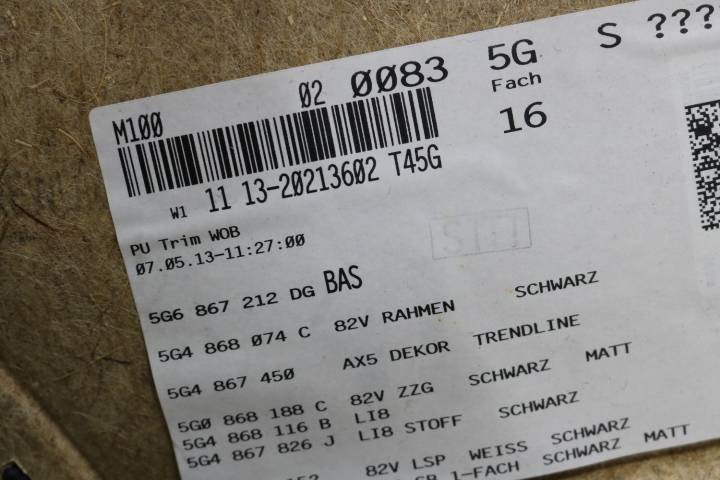 M100 02 0083 5G S ???
Fach
16
W1 11 13-20213602 T45G
PU Trim WOB
07.05.13-11:27:00
5G6 867 212 DG BAS
5G4 868 074 C 82V RAHMEN SCHWARZ
5G4 867 450 AX5 DEKOR TRENDLINE
5G0 868 188 C 82V ZZG SCHWARZ MATT
5G4 868 116 B LI8
5G4 867 826 J LI8 STOFF SCHWARZ
82V LSP WEISS SCHWARZ
1-FACH SCHWARZ MATT